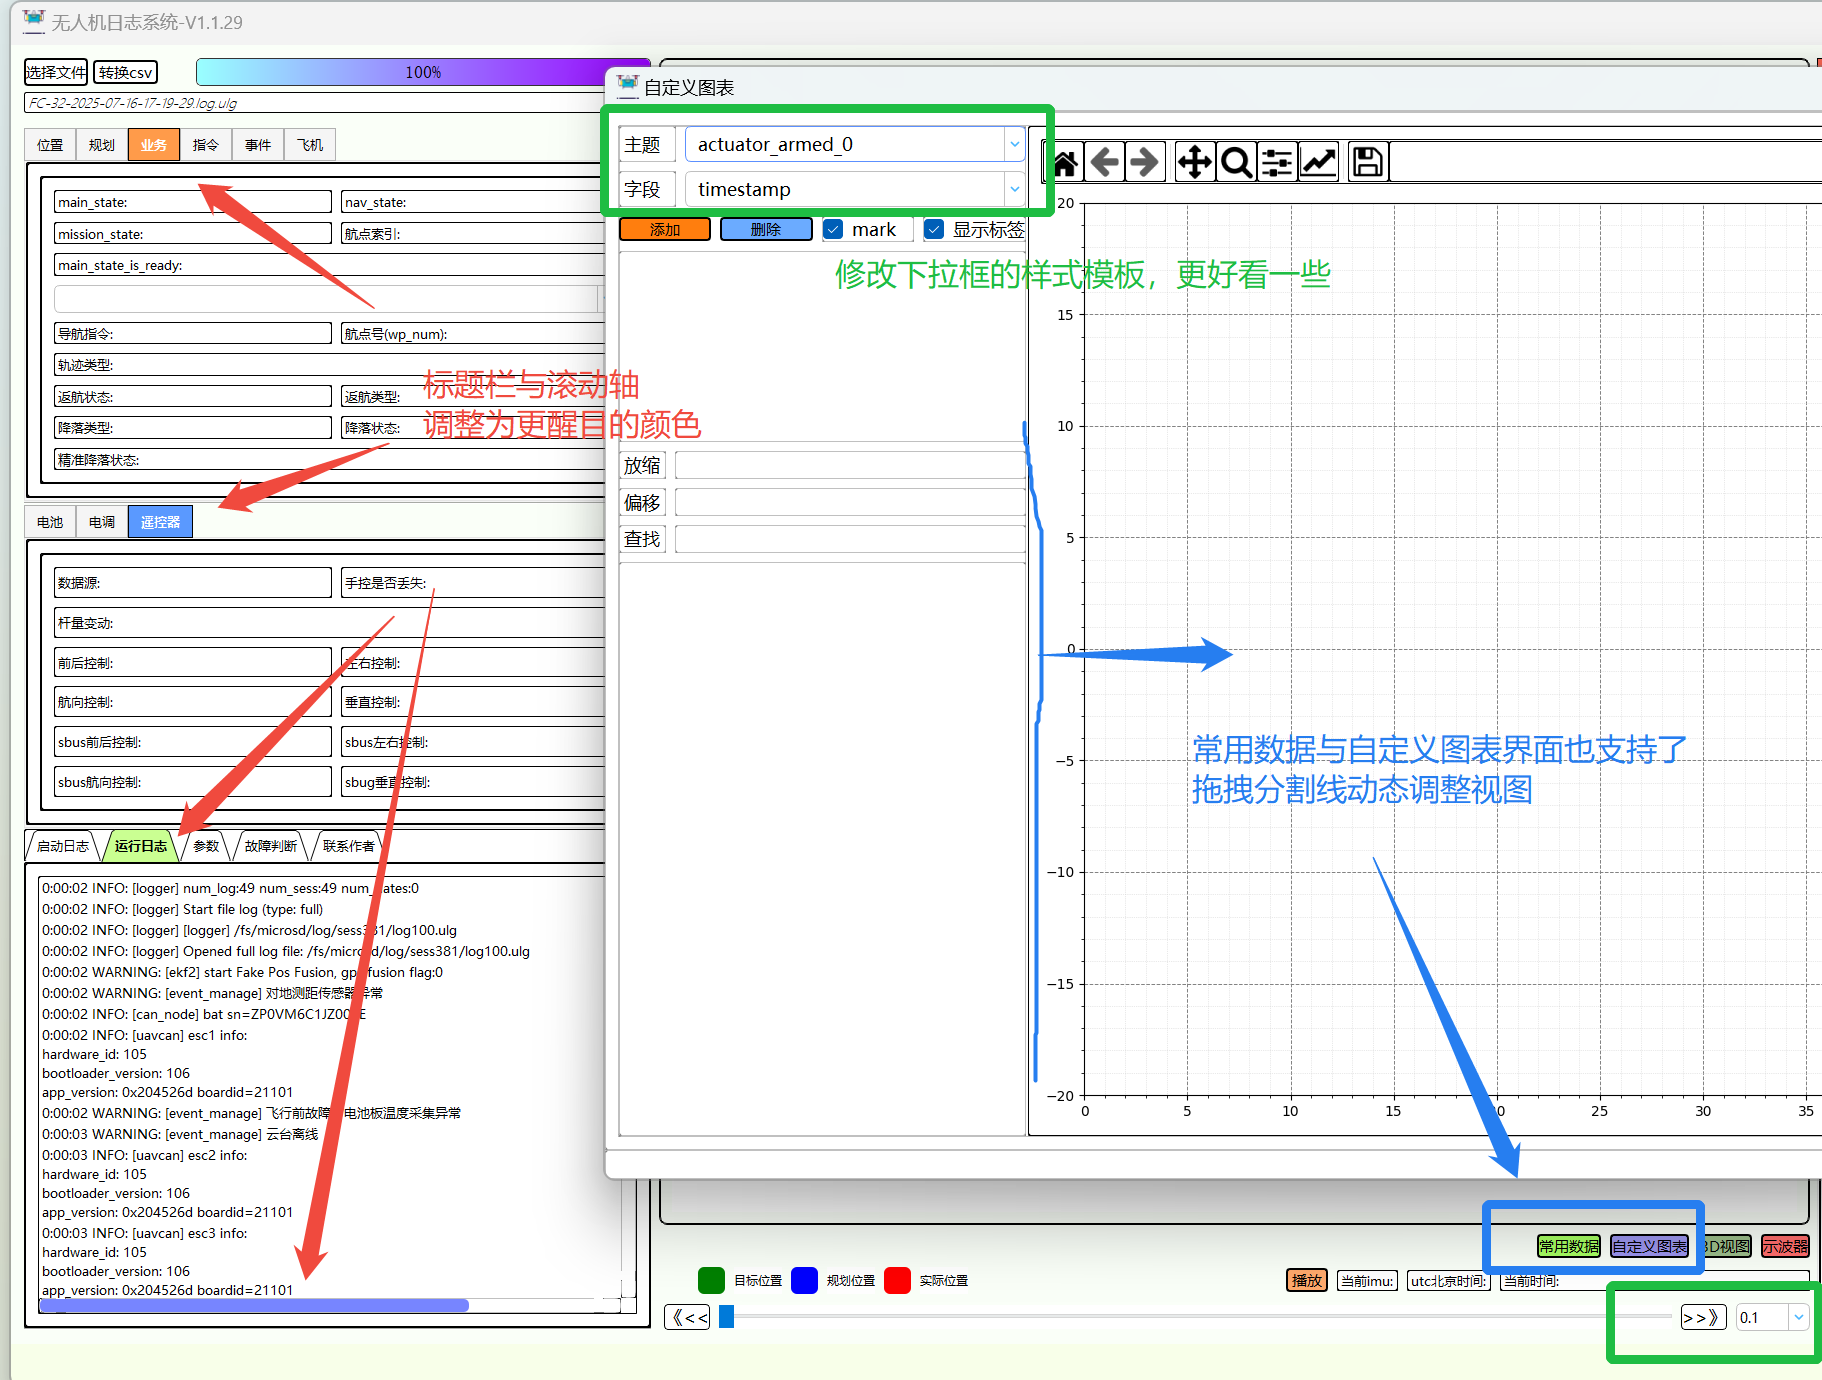 无人机日志系统-V1.1.29
选择文件
转换csv
100%
FC-32-2025-07-16-17-19-29.log.ulg
位置 规划 业务 指令 事件 飞机
main_state:
nav_state:
mission_state:
航点索引:
main_state_is_ready:
导航指令:
航点号(wp_num):
轨迹类型:
返航状态:
返航类型:
降落类型:
降落状态:
精准降落状态:
标题栏与滚动轴
调整为更醒目的颜色
电池 电调 遥控器
数据源:
手控是否丢失:
杆量变动:
前后控制:
左右控制:
航向控制:
垂直控制:
sbus前后控制:
sbus左右控制:
sbus航向控制:
sbug垂直控制:
启动日志 运行日志 参数 故障判断 联系作者
0:00:02 INFO: [logger] num_log:49 num_sess:49 num_dates:0
0:00:02 INFO: [logger] Start file log (type: full)
0:00:02 INFO: [logger] [logger] /fs/microsd/log/sess381/log100.ulg
0:00:02 INFO: [logger] Opened full log file: /fs/microsd/log/sess381/log100.ulg
0:00:02 WARNING: [ekf2] start Fake Pos Fusion, gps fusion flag:0
0:00:02 WARNING: [event_manage] 对地测距传感器异常
0:00:02 INFO: [can_node] bat sn=ZP0VM6C1JZ00
0:00:02 INFO: [uavcan] esc1 info:
hardware_id: 105
bootloader_version: 106
app_version: 0x204526d boardid=21101
0:00:02 WARNING: [event_manage] 飞行前故障 电池板温度采集异常
0:00:03 WARNING: [event_manage] 云台离线
0:00:03 INFO: [uavcan] esc2 info:
hardware_id: 105
bootloader_version: 106
app_version: 0x204526d boardid=21101
0:00:03 INFO: [uavcan] esc3 info:
hardware_id: 105
bootloader_version: 106
app_version: 0x204526d boardid=21101
自定义图表
主题
actuator_armed_0
字段
timestamp
添加
删除
mark
显示标签
修改下拉框的样式模板，更好看一些
放缩
偏移
查找
20
15
10
5
0
−5
−10
−15
−20
0 5 10 15 20 25 30 35
常用数据与自定义图表界面也支持了
拖拽分割线动态调整视图
常用数据
自定义图表
3D视图
示波器
目标位置
规划位置
实际位置
播放
当前imu:
utc北京时间:
当前时间:
《<<
>>》
0.1